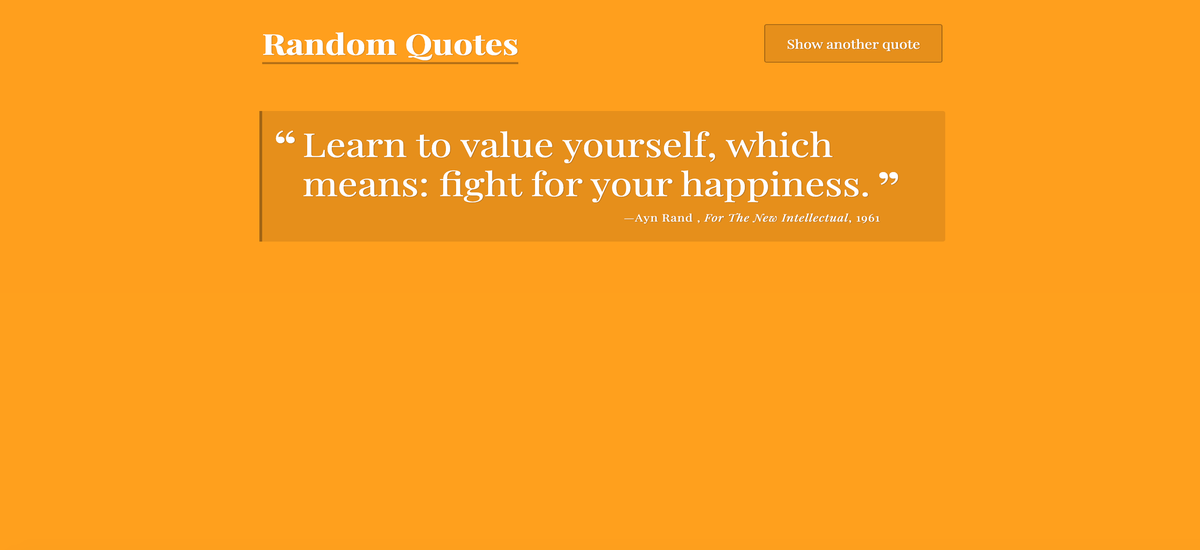 Random Quotes
Show another quote
“ Learn to value yourself, which
means: fight for your happiness. ”
—Ayn Rand , For The New Intellectual, 1961